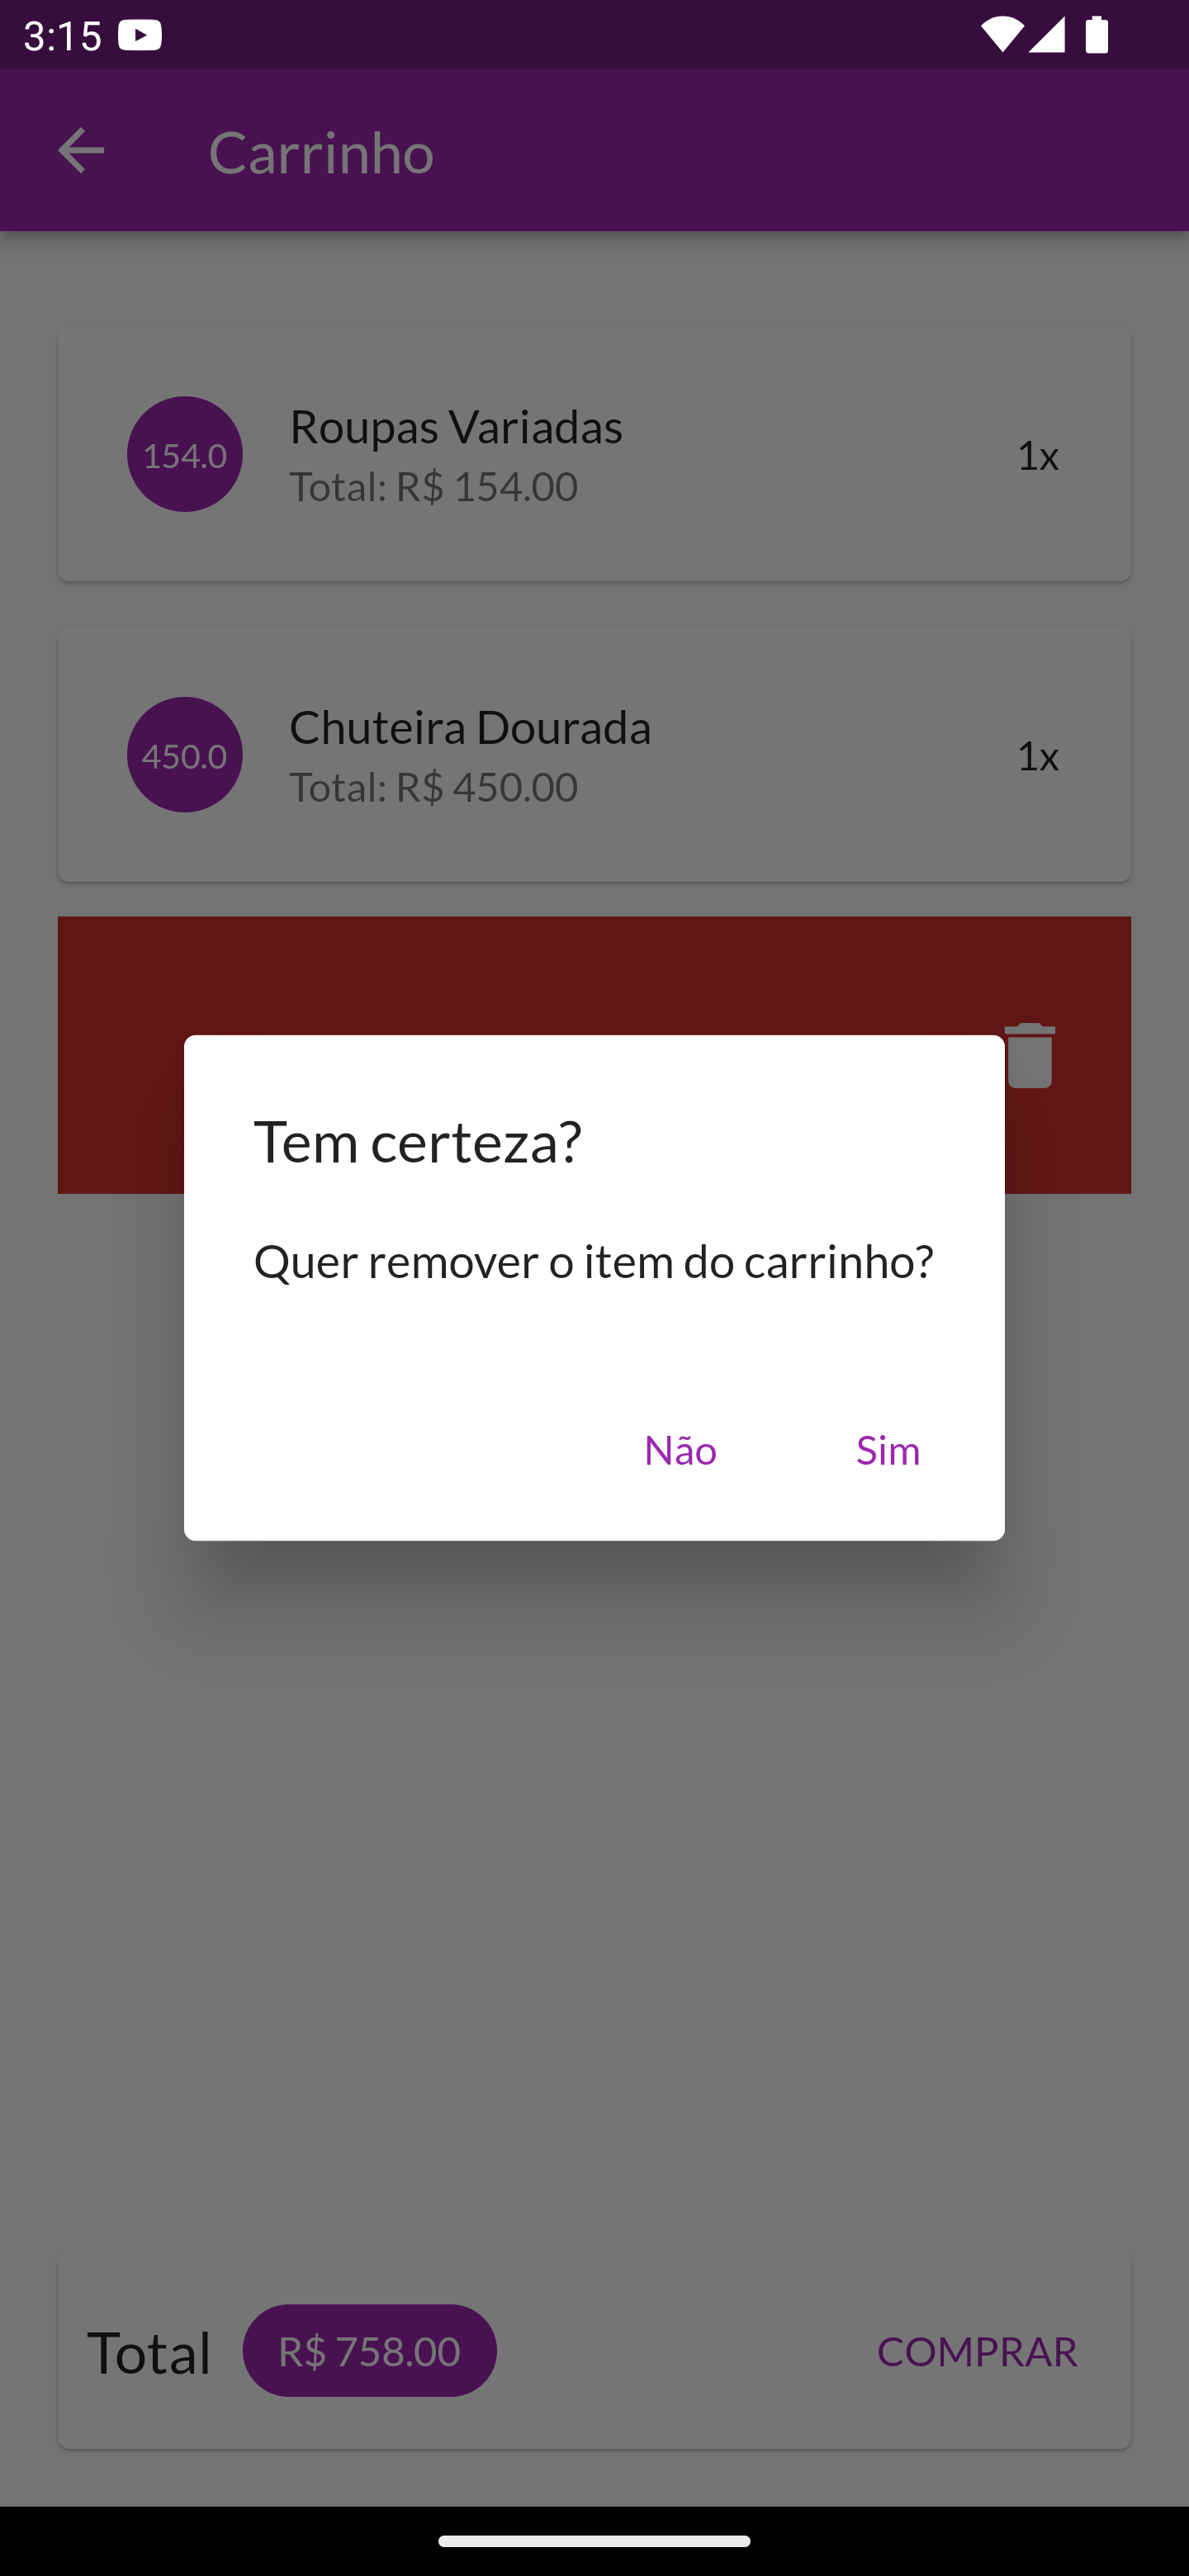 3:15
Carrinho
154.0
Roupas Variadas
Total: R$ 154.00
1x
450.0
Chuteira Dourada
Total: R$ 450.00
1x
Tem certeza?
Quer remover o item do carrinho?
Não Sim
Total R$ 758.00 COMPRAR